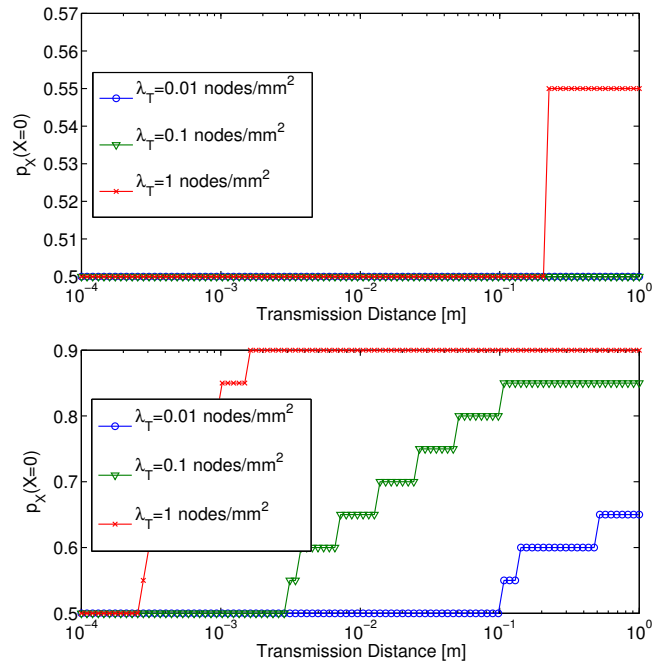 0.57
0.56
0.55
0.54
0.53
0.52
0.51
0.5
p_X(X=0)
λ_T=0.01 nodes/mm^2
λ_T=0.1 nodes/mm^2
λ_T=1 nodes/mm^2
10^-4 10^-3 10^-2 10^-1 10^0
Transmission Distance [m]
0.9
0.8
0.7
0.6
0.5
p_X(X=0)
λ_T=0.01 nodes/mm^2
λ_T=0.1 nodes/mm^2
λ_T=1 nodes/mm^2
10^-4 10^-3 10^-2 10^-1 10^0
Transmission Distance [m]